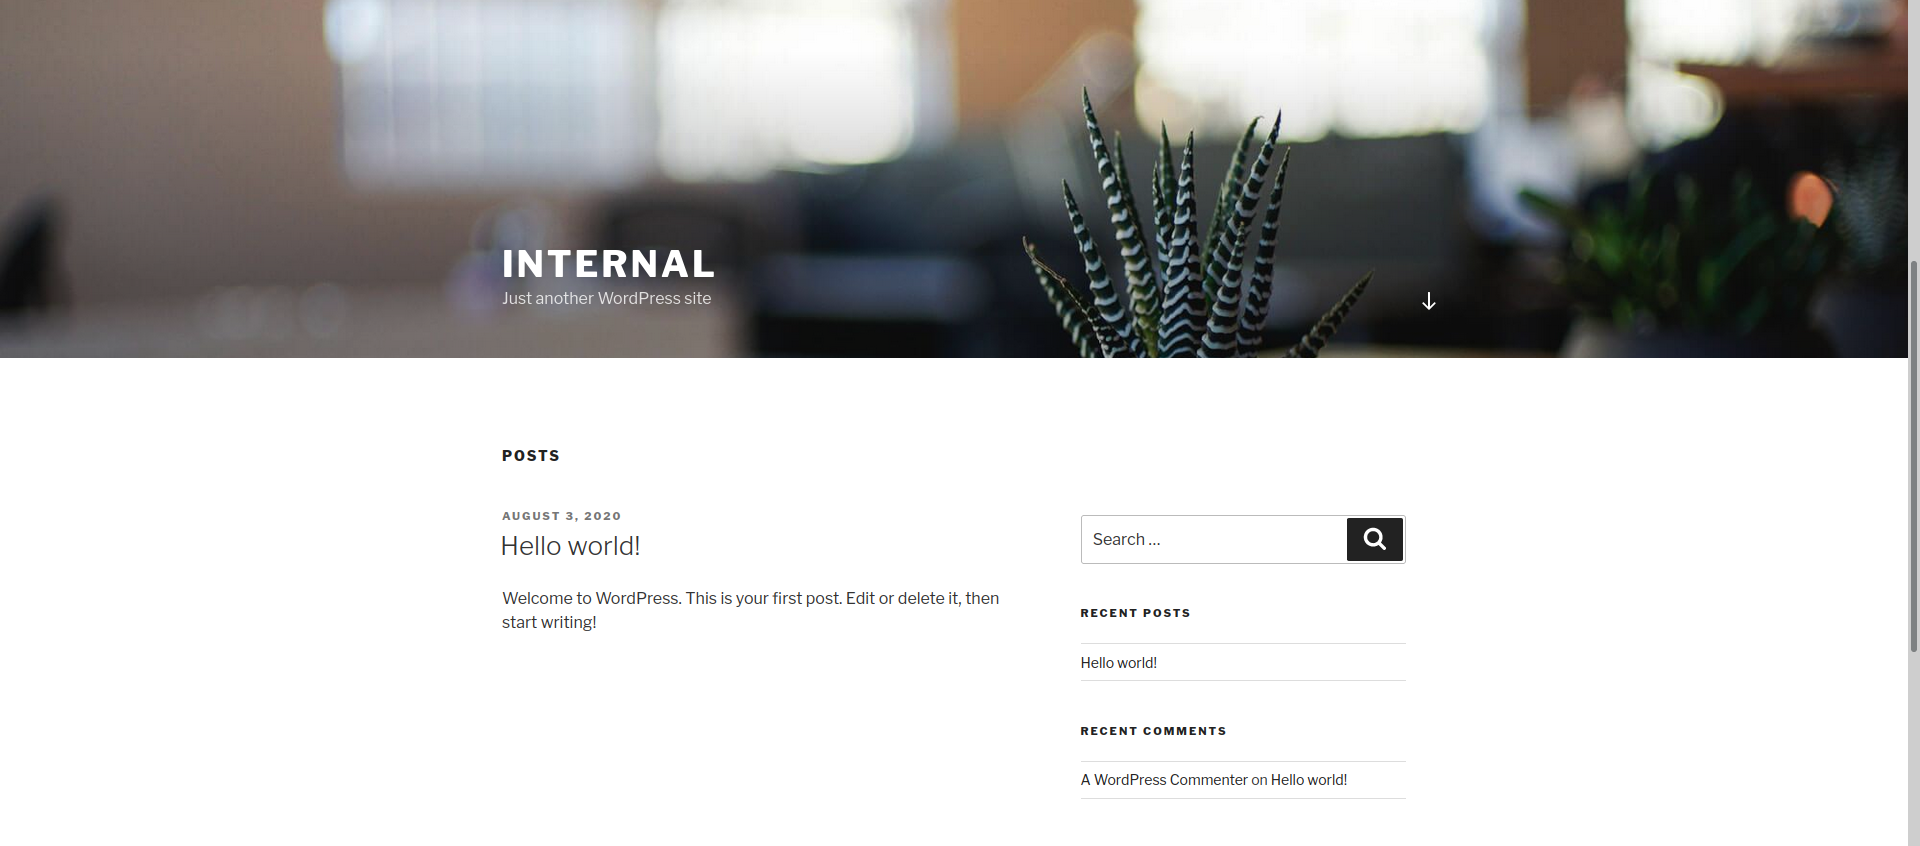 INTERNAL
Just another WordPress site
POSTS
AUGUST 3, 2020
Hello world!
Welcome to WordPress. This is your first post. Edit or delete it, then
start writing!
Search …
RECENT POSTS
Hello world!
RECENT COMMENTS
A WordPress Commenter on Hello world!